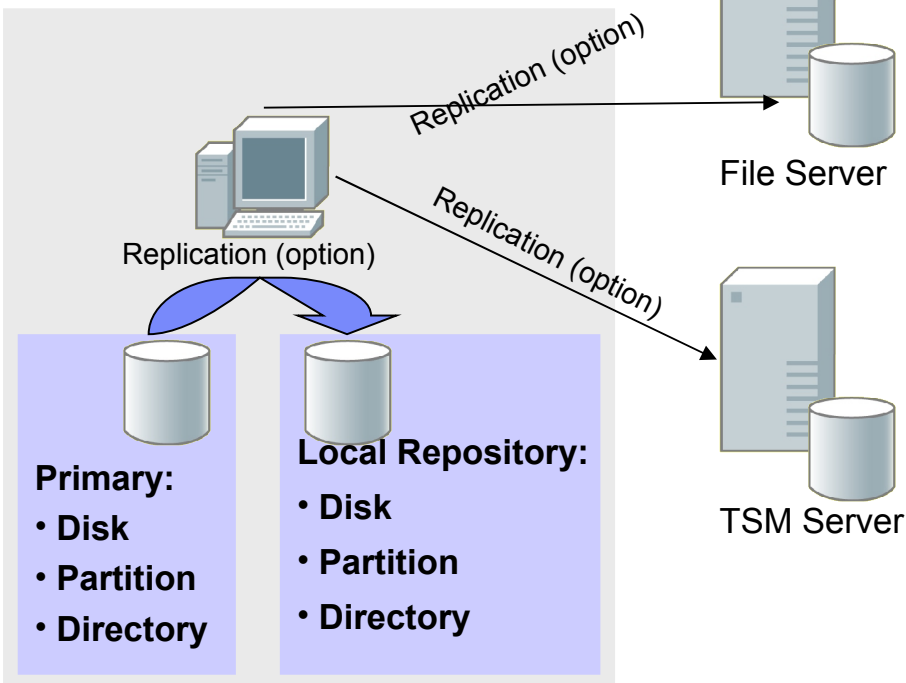 Replication (option)
File Server
Replication (option)
Replication (option)
TSM Server
Primary:
• Disk
• Partition
• Directory
Local Repository:
• Disk
• Partition
• Directory